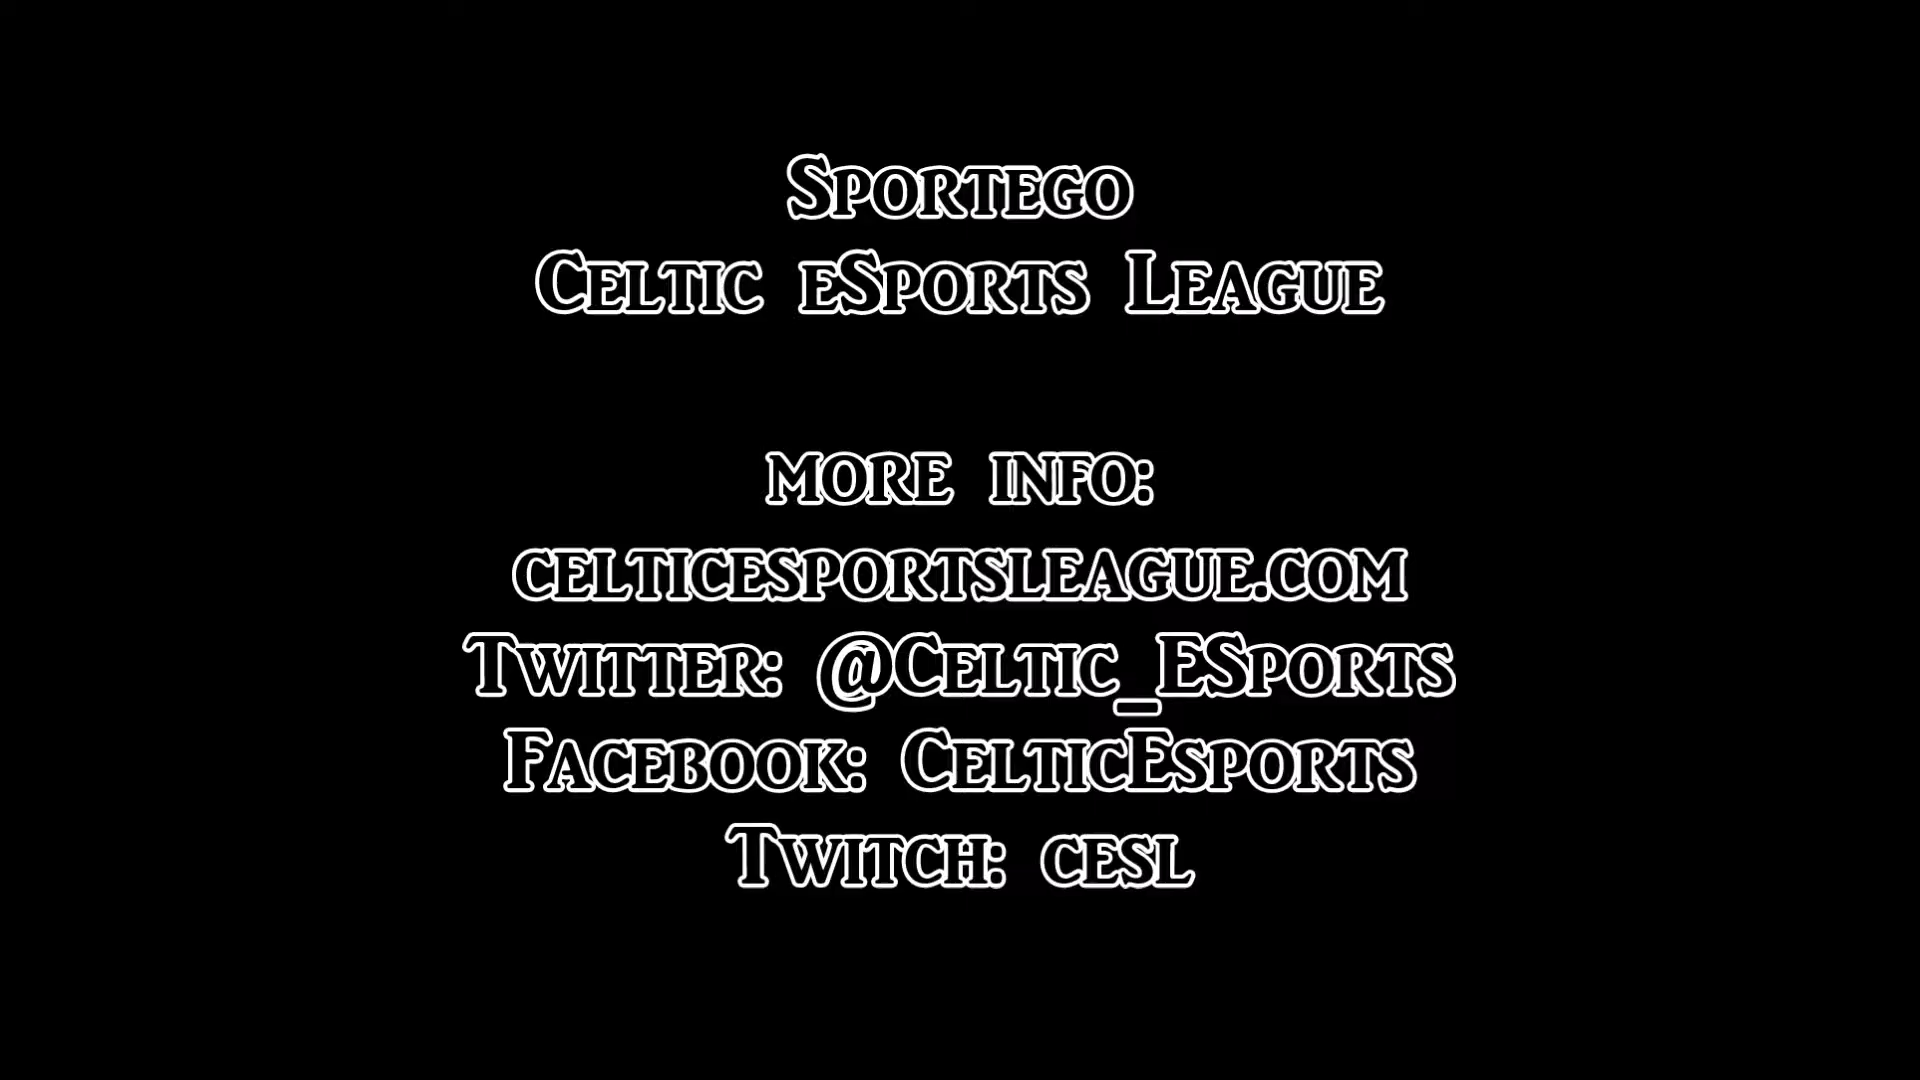 Sportego
Celtic eSports League
more info:
celticesportsleague.com
Twitter: @Celtic_ESports
Facebook: CelticEsports
Twitch: cesl